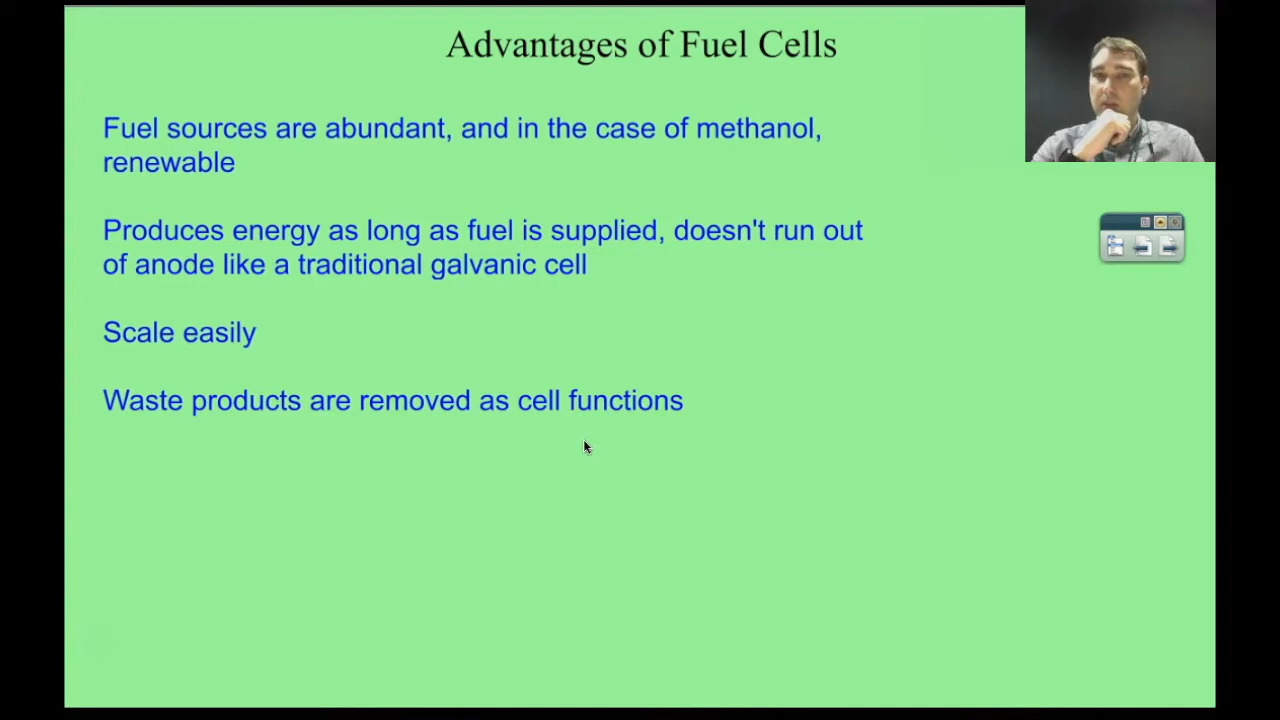 Advantages of Fuel Cells
Fuel sources are abundant, and in the case of methanol,
renewable
Produces energy as long as fuel is supplied, doesn't run out
of anode like a traditional galvanic cell
Scale easily
Waste products are removed as cell functions